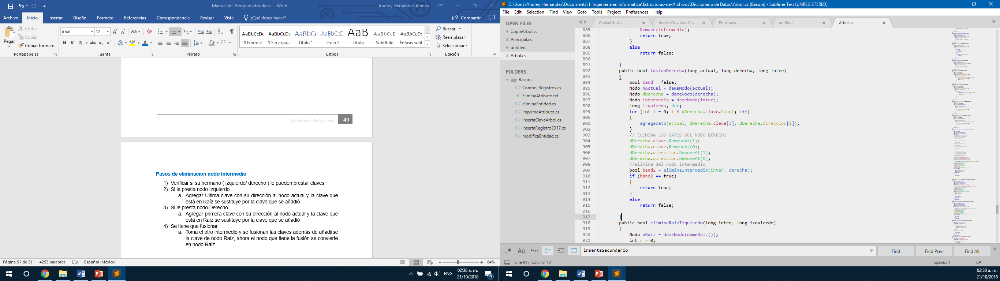 Manual del Programador.docx - Word
Andrey Hernández Alonso
Archivo Inicio Insertar Diseño Formato Referencias Correspondencia Revisar Vista ¿Qué desea hacer? Compartir
Pegar
Cortar
Copiar
Copiar formato
Portapapeles
Arial 12
Fuente
Párrafo
AaBbCcDc AaBbCcDc AaBbCc AaBbCcD AaB AaBbCcD AaBbCcDc
¶ Normal ¶ Sin espa... Título 1 Título 2 Título Subtítulo Énfasis sutil
Estilos
Buscar
Reemplazar
Seleccionar
Edición
Estructuras de Archivos 49
Pasos de eliminación nodo Intermedio
1) Verificar si su hermano ( izquierdo/ derecho ) le pueden prestar claves
2) Si le presta nodo Izquierdo
a. Agregar Ultima clave con su dirección al nodo actual y la clave que
está en Raíz se sustituye por la clave que se añadió
3) Si le presta nodo Derecho
a. Agregar primera clave con su dirección al nodo actual y la clave que
está en Raíz se sustituye por la clave que se añadió
4) Se tiene que fusionar
a. Toma el otro intermedió y se fusionan las claves además de añadirse
la clave de nodo Raíz, ahora el nodo que tiene la fusión se convierte
en nodo Raíz
Página 51 de 51 4253 palabras Español (México) 84%
ENG
02:38 a. m.
21/10/2018
4
C:\Users\Andrey Hernandez\Documents\1. Ingenieria en Informatica\Estructuras-de-Archivos\Diccionario de Datos\Arbol.cs (Basura) - Sublime Text (UNREGISTERED)
File Edit Selection Find View Goto Tools Project Preferences Help
OPEN FILES
CopiaArbol.cs
Principal.cs
untitled
Arbol.cs
FOLDERS
Basura
Combo_Registros.cs
EliminaAtributo.txt
eliminaEntidad.cs
imprimeAtributo.cs
insertaClaveArbol.cs
insertaRegistro2017.cs
modificaEntidad.cs
CopiaArbol.cs insertaClaveArbol.cs Principal.cs untitled Arbol.cs
885 Remove(intermedio);
886 return true;
887 }
888 else
889 return false;
890
891 }
892 public bool fusionDerecha(long actual, long derecha, long inter)
893 {
894 bool band = false;
895 Nodo nActual = dameNodo(actual);
896 Nodo dDerecha = dameNodo(derecha);
897 Nodo intermedio = dameNodo(inter);
898 long izquierda, der;
899 for (int i = 0; i < dDerecha.clave.Count; i++)
900 {
901 agregaDato(actual, dDerecha.clave[i], dDerecha.direccion[i]);
902 }
903 // ELIMINA LOS DATOS DEL NODO DERECHO
904 dDerecha.clave.RemoveAt(1);
905 dDerecha.clave.RemoveAt(0);
906 dDerecha.direccion.RemoveAt(1);
907 dDerecha.direccion.RemoveAt(0);
908 //elimina del nodo intermedio
909 bool band2 = eliminaIntermedio(inter, derecha);
910 if (band2 == true)
911 {
912 return true;
913 }
914 else
915 return false;
916
917 }
918 public bool eliminaRaizIzquierdo(long inter, long izquierdo)
919 {
920 Nodo nRaiz = dameNodo(dameRaiz());
921 int c = 0;
insertaSecundario
Find Find Prev Find All
Line 917, Column 10
Spaces: 4 C#
02:38 a. m.
21/10/2018